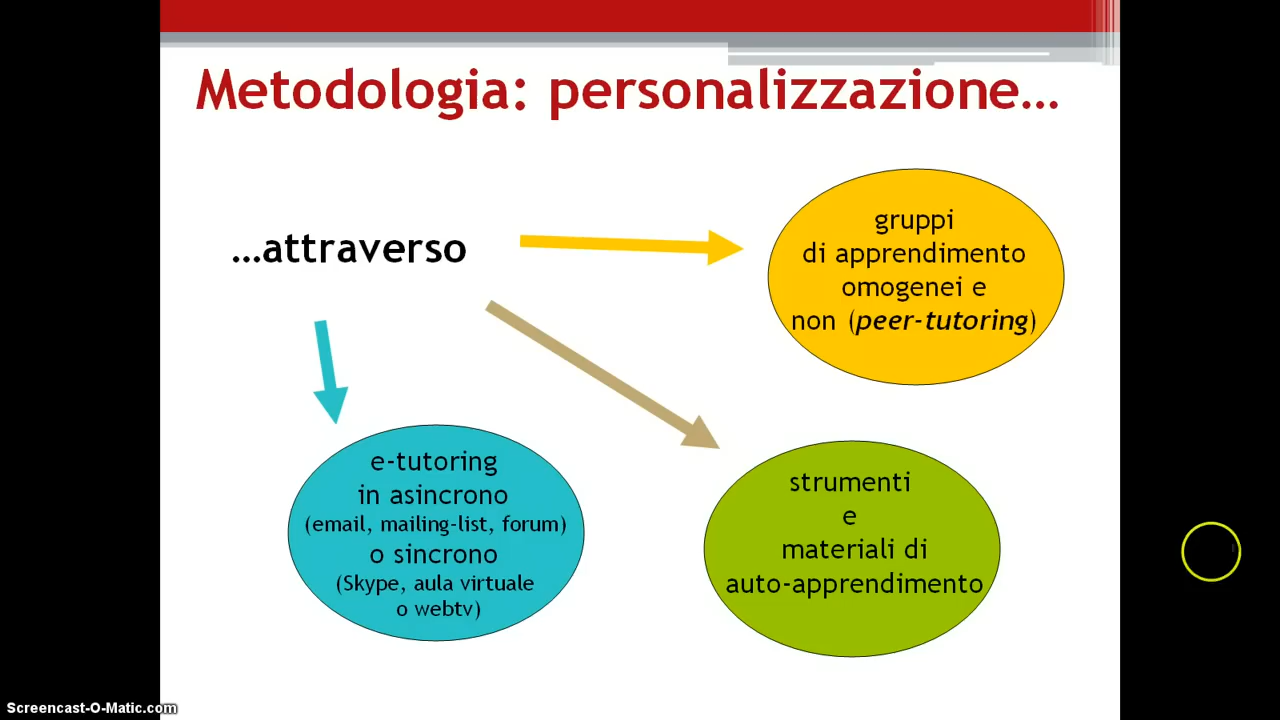 Metodologia: personalizzazione…
…attraverso
gruppi
di apprendimento
omogenei e
non (peer-tutoring)
e-tutoring
in asincrono
(email, mailing-list, forum)
o sincrono
(Skype, aula virtuale
o webtv)
strumenti
e
materiali di
auto-apprendimento
Screencast-O-Matic.com